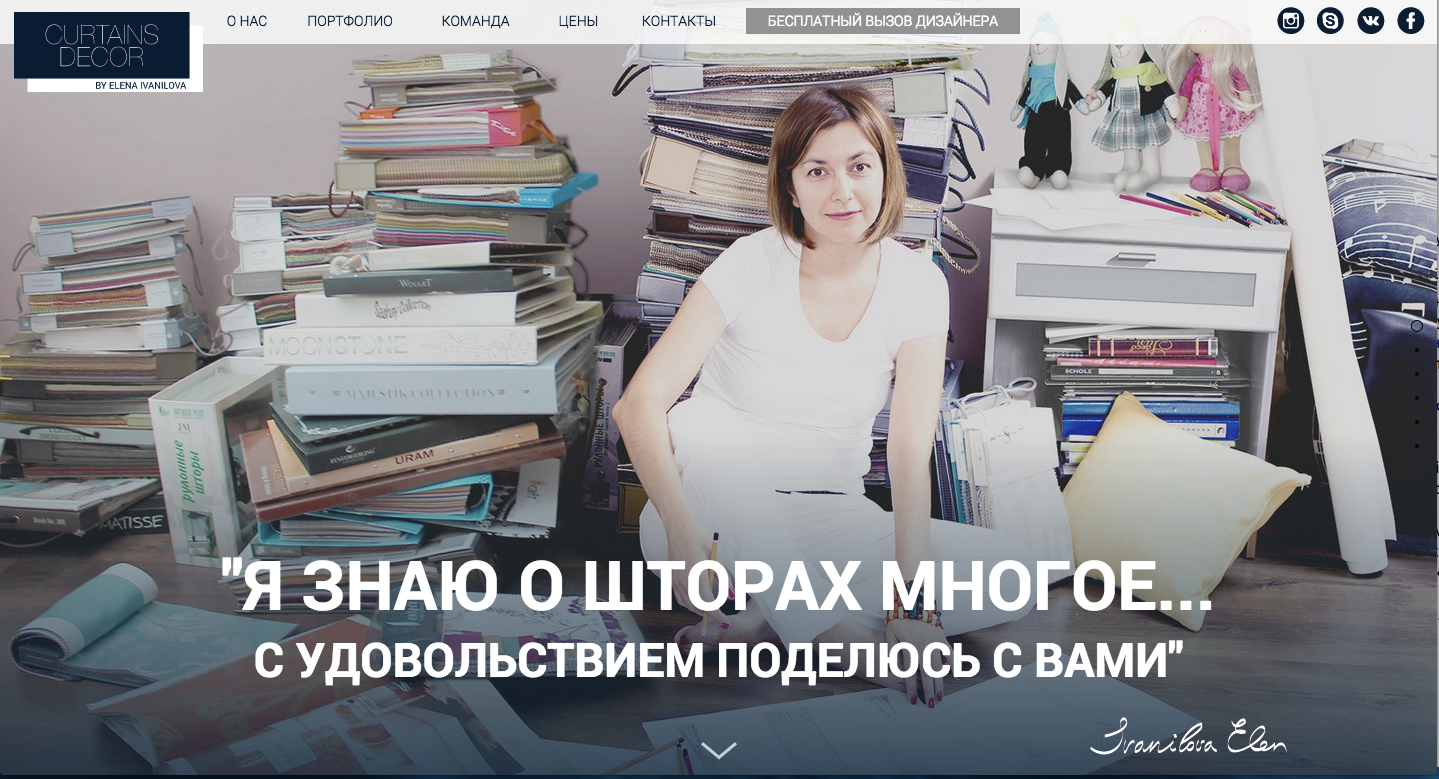 CURTAINS
DECOR
BY ELENA IVANILOVA
О НАС
ПОРТФОЛИО
КОМАНДА
ЦЕНЫ
КОНТАКТЫ
БЕСПЛАТНЫЙ ВЫЗОВ ДИЗАЙНЕРА
WINART
MOONSTONE
MAJESTIK COLLECTION
рулонные
шторы
URAM
MATISSE
SCHOLZ
"Я ЗНАЮ О ШТОРАХ МНОГОЕ...
С УДОВОЛЬСТВИЕМ ПОДЕЛЮСЬ С ВАМИ"
Ivanilova Elen